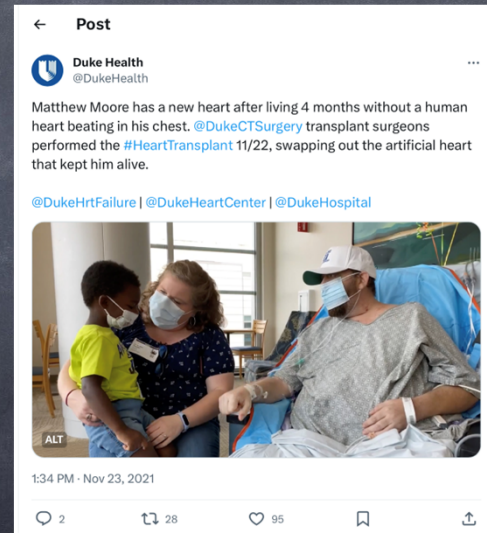 Post
Duke Health
@DukeHealth
Matthew Moore has a new heart after living 4 months without a human
heart beating in his chest. @DukeCTSurgery transplant surgeons
performed the #HeartTransplant 11/22, swapping out the artificial heart
that kept him alive.
@DukeHrtFailure | @DukeHeartCenter | @DukeHospital
ALT
1:34 PM · Nov 23, 2021
2 28 95